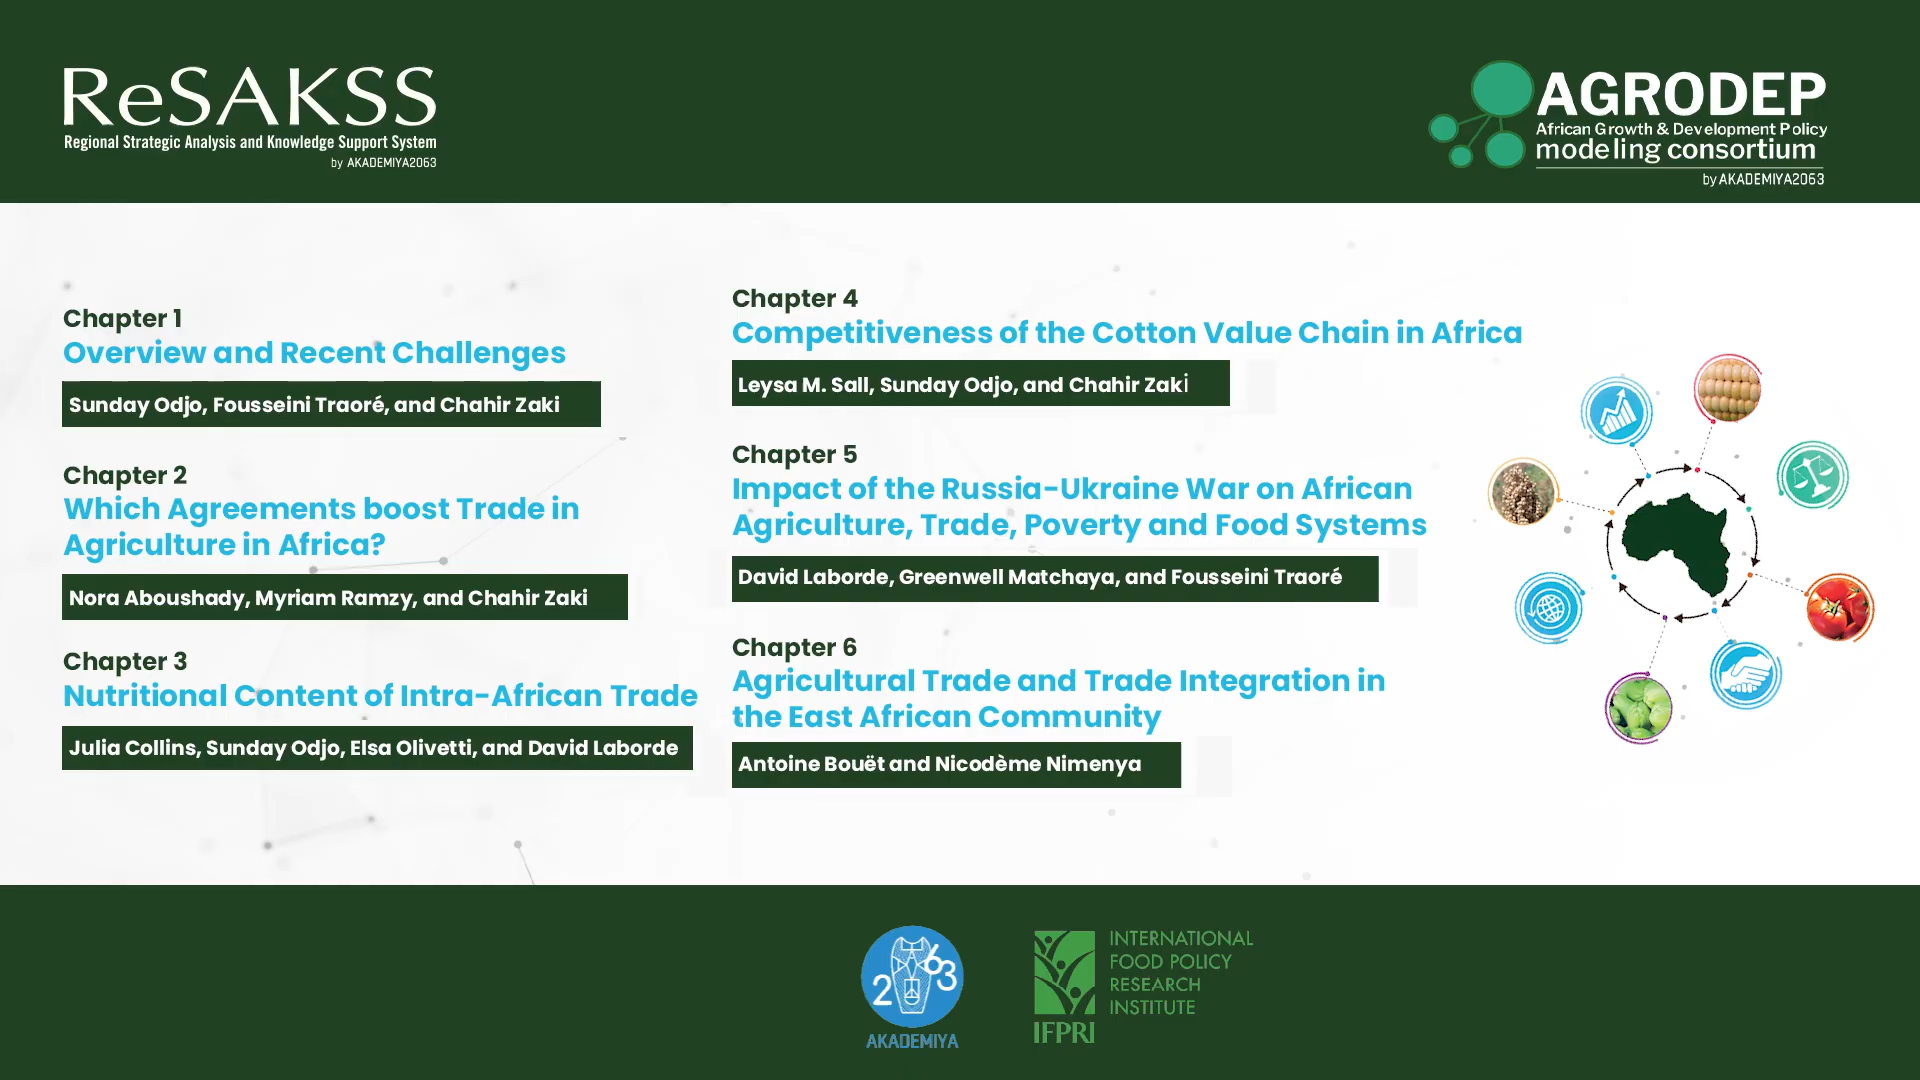 ReSAKSS
Regional Strategic Analysis and Knowledge Support System
by AKADEMIYA2063
AGRODEP
African Growth & Development Policy
modeling consortium
by AKADEMIYA2063
Chapter 1
Overview and Recent Challenges
Sunday Odjo, Fousseini Traoré, and Chahir Zaki
Chapter 2
Which Agreements boost Trade in
Agriculture in Africa?
Nora Aboushady, Myriam Ramzy, and Chahir Zaki
Chapter 3
Nutritional Content of Intra-African Trade
Julia Collins, Sunday Odjo, Elsa Olivetti, and David Laborde
Chapter 4
Competitiveness of the Cotton Value Chain in Africa
Leysa M. Sall, Sunday Odjo, and Chahir Zaki
Chapter 5
Impact of the Russia-Ukraine War on African
Agriculture, Trade, Poverty and Food Systems
David Laborde, Greenwell Matchaya, and Fousseini Traoré
Chapter 6
Agricultural Trade and Trade Integration in
the East African Community
Antoine Bouët and Nicodème Nimenya
2063
AKADEMIYA
IFPRI
INTERNATIONAL
FOOD POLICY
RESEARCH
INSTITUTE